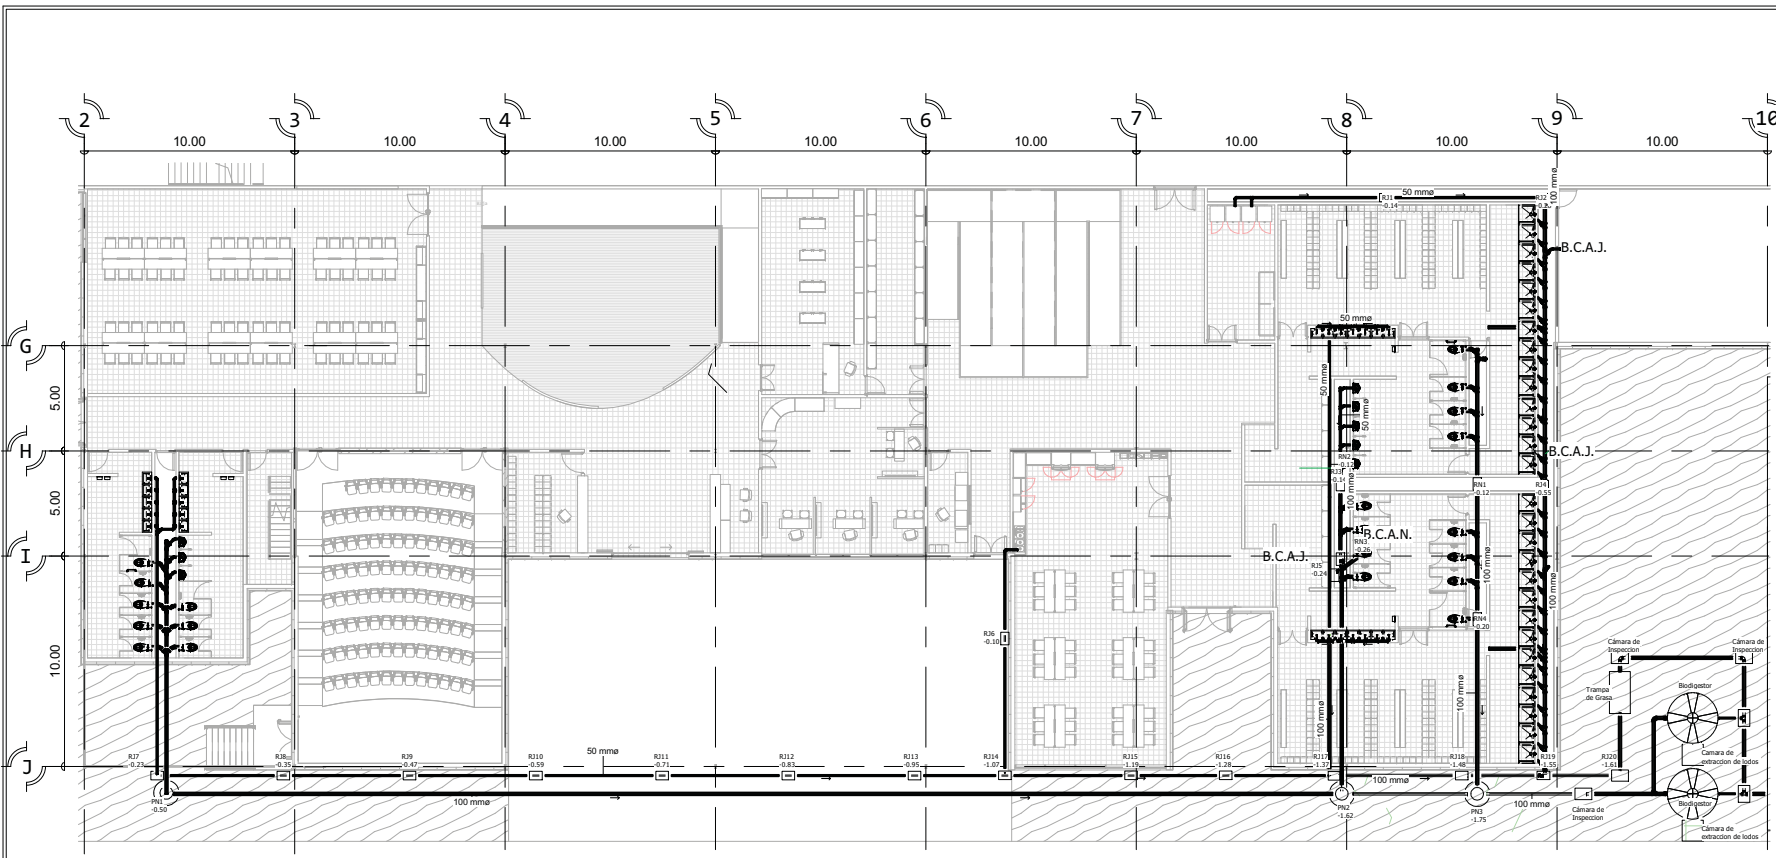 2 3 4 5 6 7 8 9 10
10.00 10.00 10.00 10.00 10.00 10.00 10.00 10.00
50 mmø
RJ1
-0.14
RJ2
100 mmø
B.C.A.J.
50 mmø
G
5.00
50 mmø
50 mmø
H
RN2
-0.12
RJ3
-0.14
B.C.A.J.
5.00
100 mmø
RN1
-0.12
RJ4
-0.55
B.C.A.N.
RN3
-0.26
I
B.C.A.J.
RJ5
-0.24
100 mmø
100 mmø
10.00
RJ6
-0.10
RN4
-0.20
Cámara de
Inspeccion
Cámara de
Inspeccion
100 mmø
100 mmø
Trampa
de Grasa
Biodigestor
J
RJ7
-0.23
RJ8
-0.35
RJ9
-0.47
RJ10
-0.59
50 mmø
RJ11
-0.71
RJ12
-0.83
RJ13
-0.95
RJ14
-1.07
RJ15
-1.19
RJ16
-1.28
RJ17
-1.37
RJ18
-1.48
RJ19
-1.55
RJ20
-1.61
Camara de
extraccion de lodos
100 mmø
PN1
-0.50
100 mmø
PN2
-1.62
PN3
-1.75
100 mmø
Cámara de
Inspeccion
Biodigestor
Cámara de
extraccion de lodos